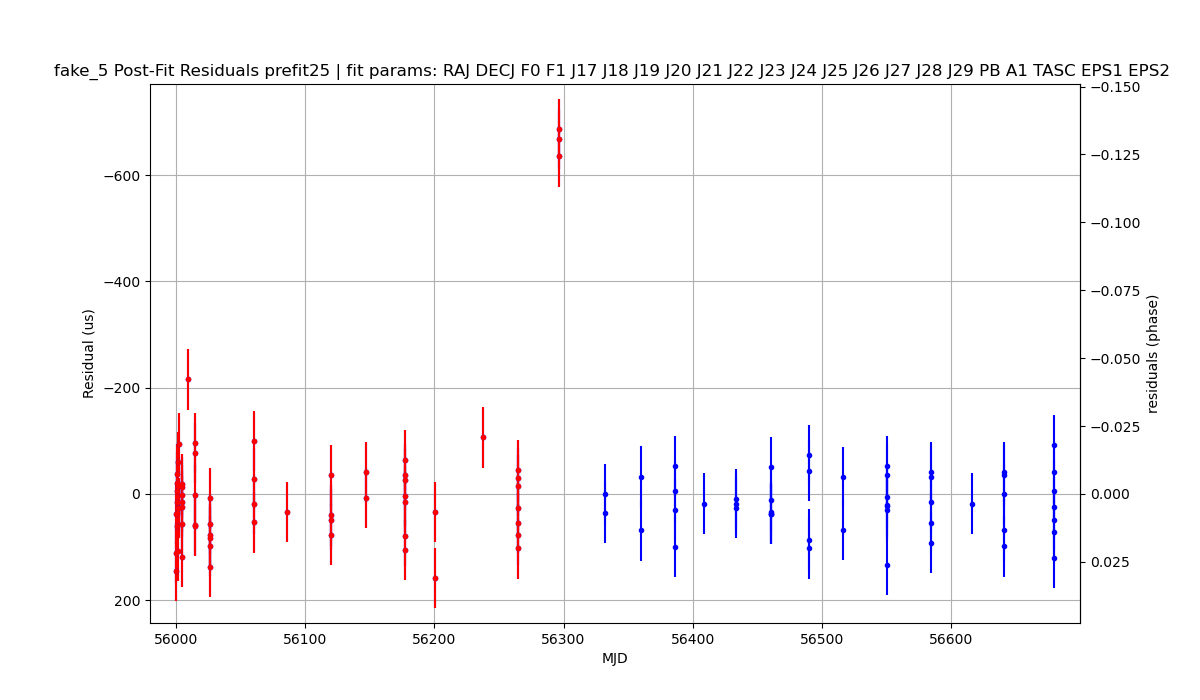 fake_5 Post-Fit Residuals prefit25 | fit params: RAJ DECJ F0 F1 J17 J18 J19 J20 J21 J22 J23 J24 J25 J26 J27 J28 J29 PB A1 TASC EPS1 EPS2
−0.150
−0.125
−600
−0.100
−400
−0.075
Residual (us)
residuals (phase)
−0.050
−200
−0.025
0
0.000
0.025
200
56000 56100 56200 56300 56400 56500 56600
MJD